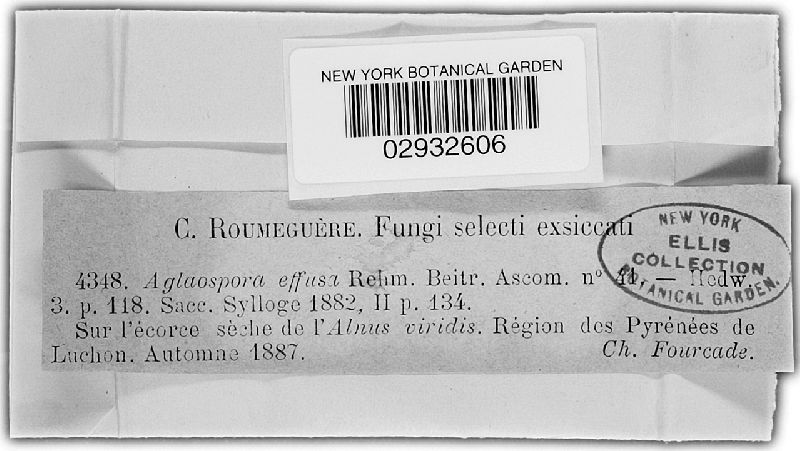 NEW YORK BOTANICAL GARDEN
02932606
C. ROUMEGUÈRE. Fungi selecti exsiccati
4348. Aglaospora effusa Rehm. Beitr. Ascom. n° 41. — Hedw.
3. p. 118. Sacc. Sylloge 1882, II p. 134.
Sur l'écorce sèche de l'Alnus viridis. Région des Pyrénées de
Luchon. Automne 1887. Ch. Fourcade.
NEW YORK
ELLIS
COLLECTION
BOTANICAL GARDEN.